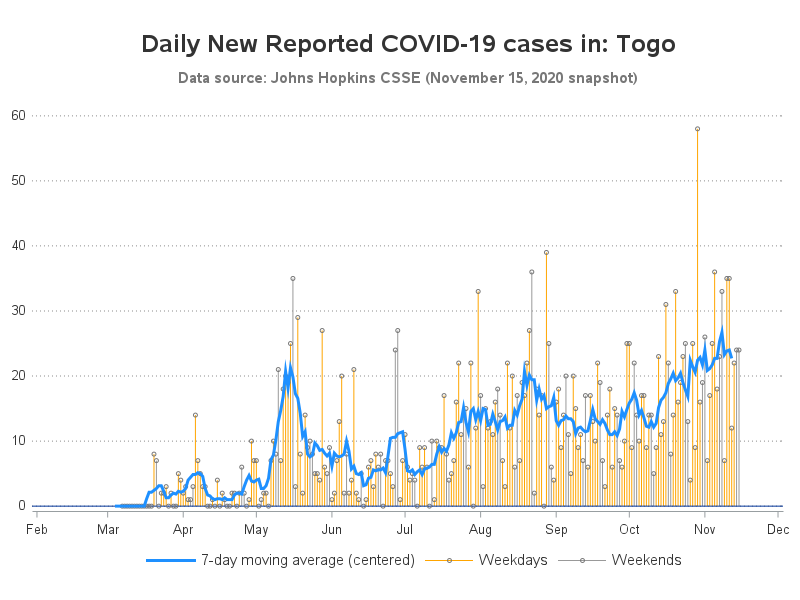 Daily New Reported COVID-19 cases in: Togo
Data source: Johns Hopkins CSSE (November 15, 2020 snapshot)
60
50
40
30
20
10
0
Feb Mar Apr May Jun Jul Aug Sep Oct Nov Dec
7-day moving average (centered) Weekdays Weekends